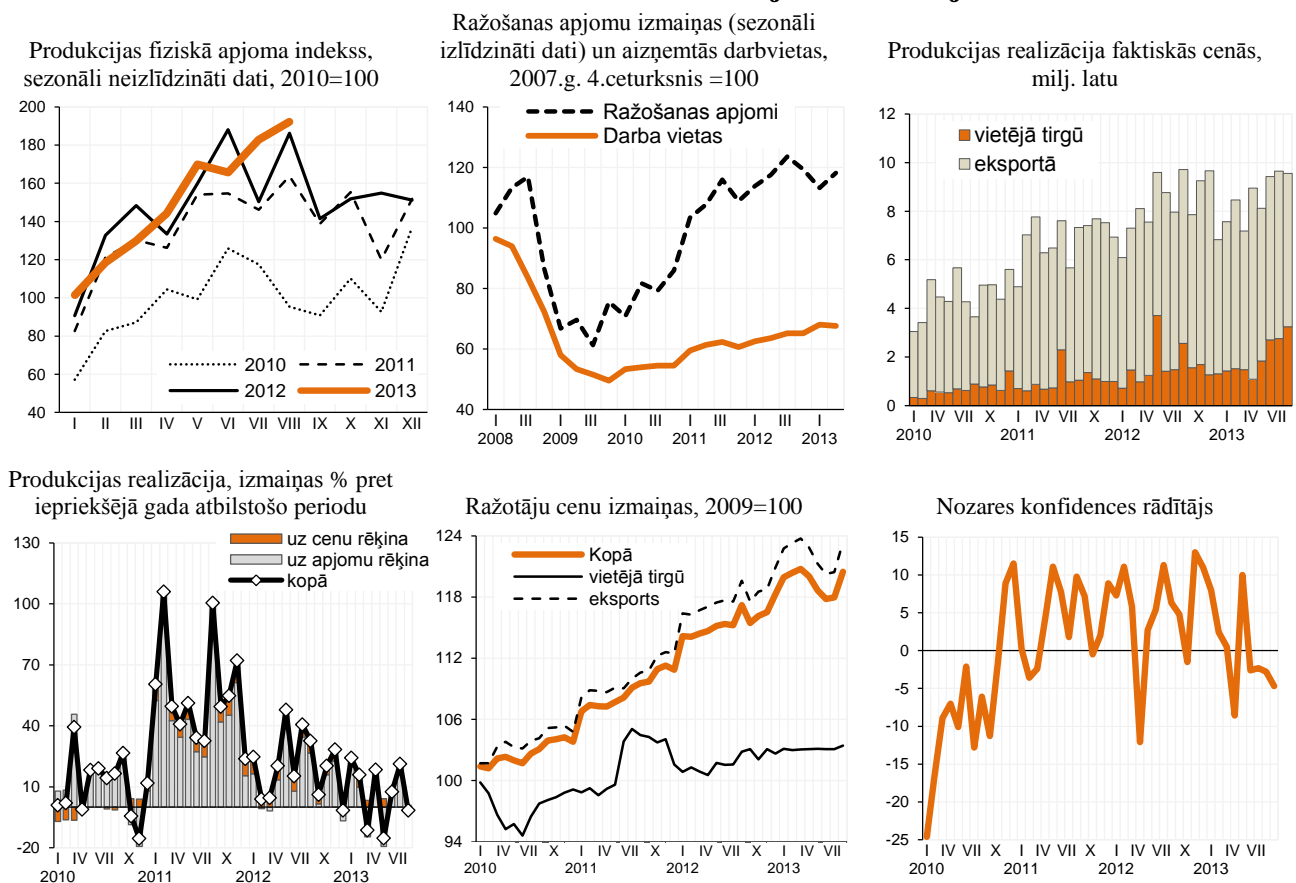 Produkcijas fiziskā apjoma indekss,
sezonāli neizlīdzināti dati, 2010=100
200
180
160
140
120
100
80
60
40
2010
2011
2012
2013
I II III IV V VI VII VIII IX X XI XII
Ražošanas apjomu izmaiņas (sezonāli
izlīdzināti dati) un aizņemtās darbvietas,
2007.g. 4.ceturksnis =100
140
120
100
80
60
40
Ražošanas apjomi
Darba vietas
I III I III I III I III I III I
2008 2009 2010 2011 2012 2013
Produkcijas realizācija faktiskās cenās,
milj. latu
12
10
8
6
4
2
0
vietējā tirgū
eksportā
I IV VII X I IV VII X I IV VII X I IV VII
2010 2011 2012 2013
Produkcijas realizācija, izmaiņas % pret
iepriekšējā gada atbilstošo periodu
130
100
70
40
10
-20
uz cenu rēķina
uz apjomu rēķina
kopā
I IV VII X I IV VII X I IV VII X I IV VII
2010 2011 2012 2013
Ražotāju cenu izmaiņas, 2009=100
124
118
112
106
100
94
Kopā
vietējā tirgū
eksports
I IV VII X I IV VII X I IV VII X I IV VII
2010 2011 2012 2013
Nozares konfidences rādītājs
15
10
5
0
-5
-10
-15
-20
-25
I IV VII X I IV VII X I IV VII X I IV VII
2010 2011 2012 2013